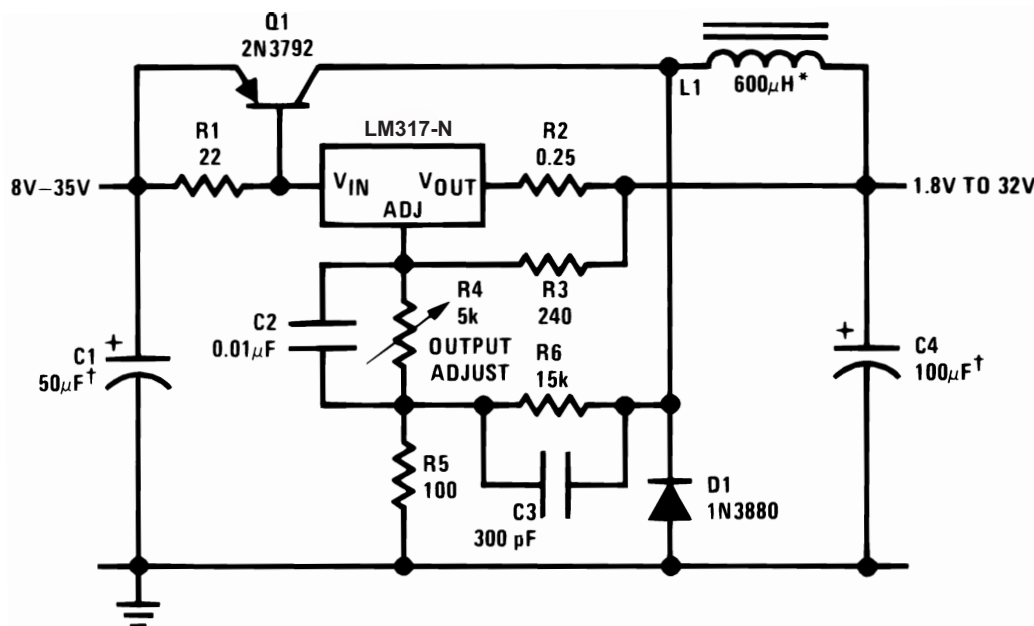 Q1
2N3792
L1
600μH*
LM317-N
R1
22
R2
0.25
8V–35V
VIN
VOUT
ADJ
1.8V TO 32V
R4
5k
R3
240
C2
0.01μF
OUTPUT
ADJUST
R6
15k
+
C1
50μF†
+
C4
100μF†
R5
100
C3
300 pF
D1
1N3880